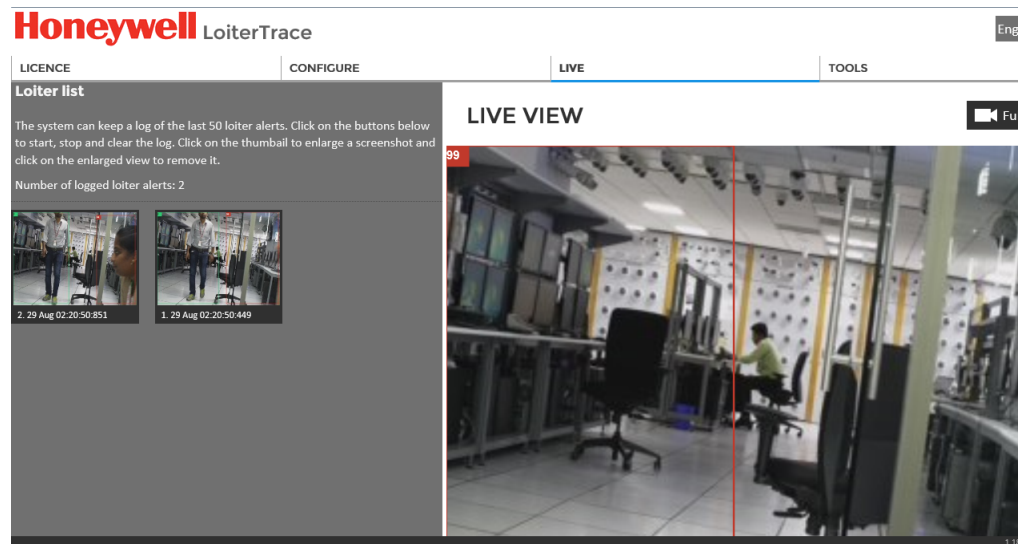 Honeywell LoiterTrace
Eng
LICENCE
CONFIGURE
LIVE
TOOLS
Loiter list
The system can keep a log of the last 50 loiter alerts. Click on the buttons below
to start, stop and clear the log. Click on the thumbail to enlarge a screenshot and
click on the enlarged view to remove it.
Number of logged loiter alerts: 2
2. 29 Aug 02:20:50:851
1. 29 Aug 02:20:50:449
LIVE VIEW
Fu
99